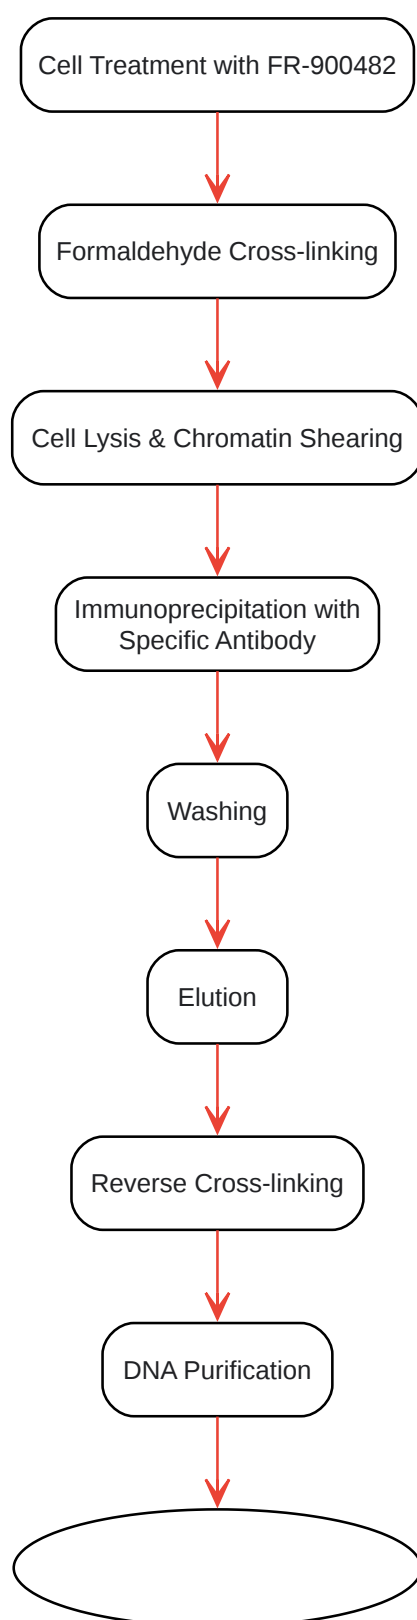 Cell Treatment with FR-900482
Formaldehyde Cross-linking
Cell Lysis & Chromatin Shearing
Immunoprecipitation with
Specific Antibody
Washing
Elution
Reverse Cross-linking
DNA Purification